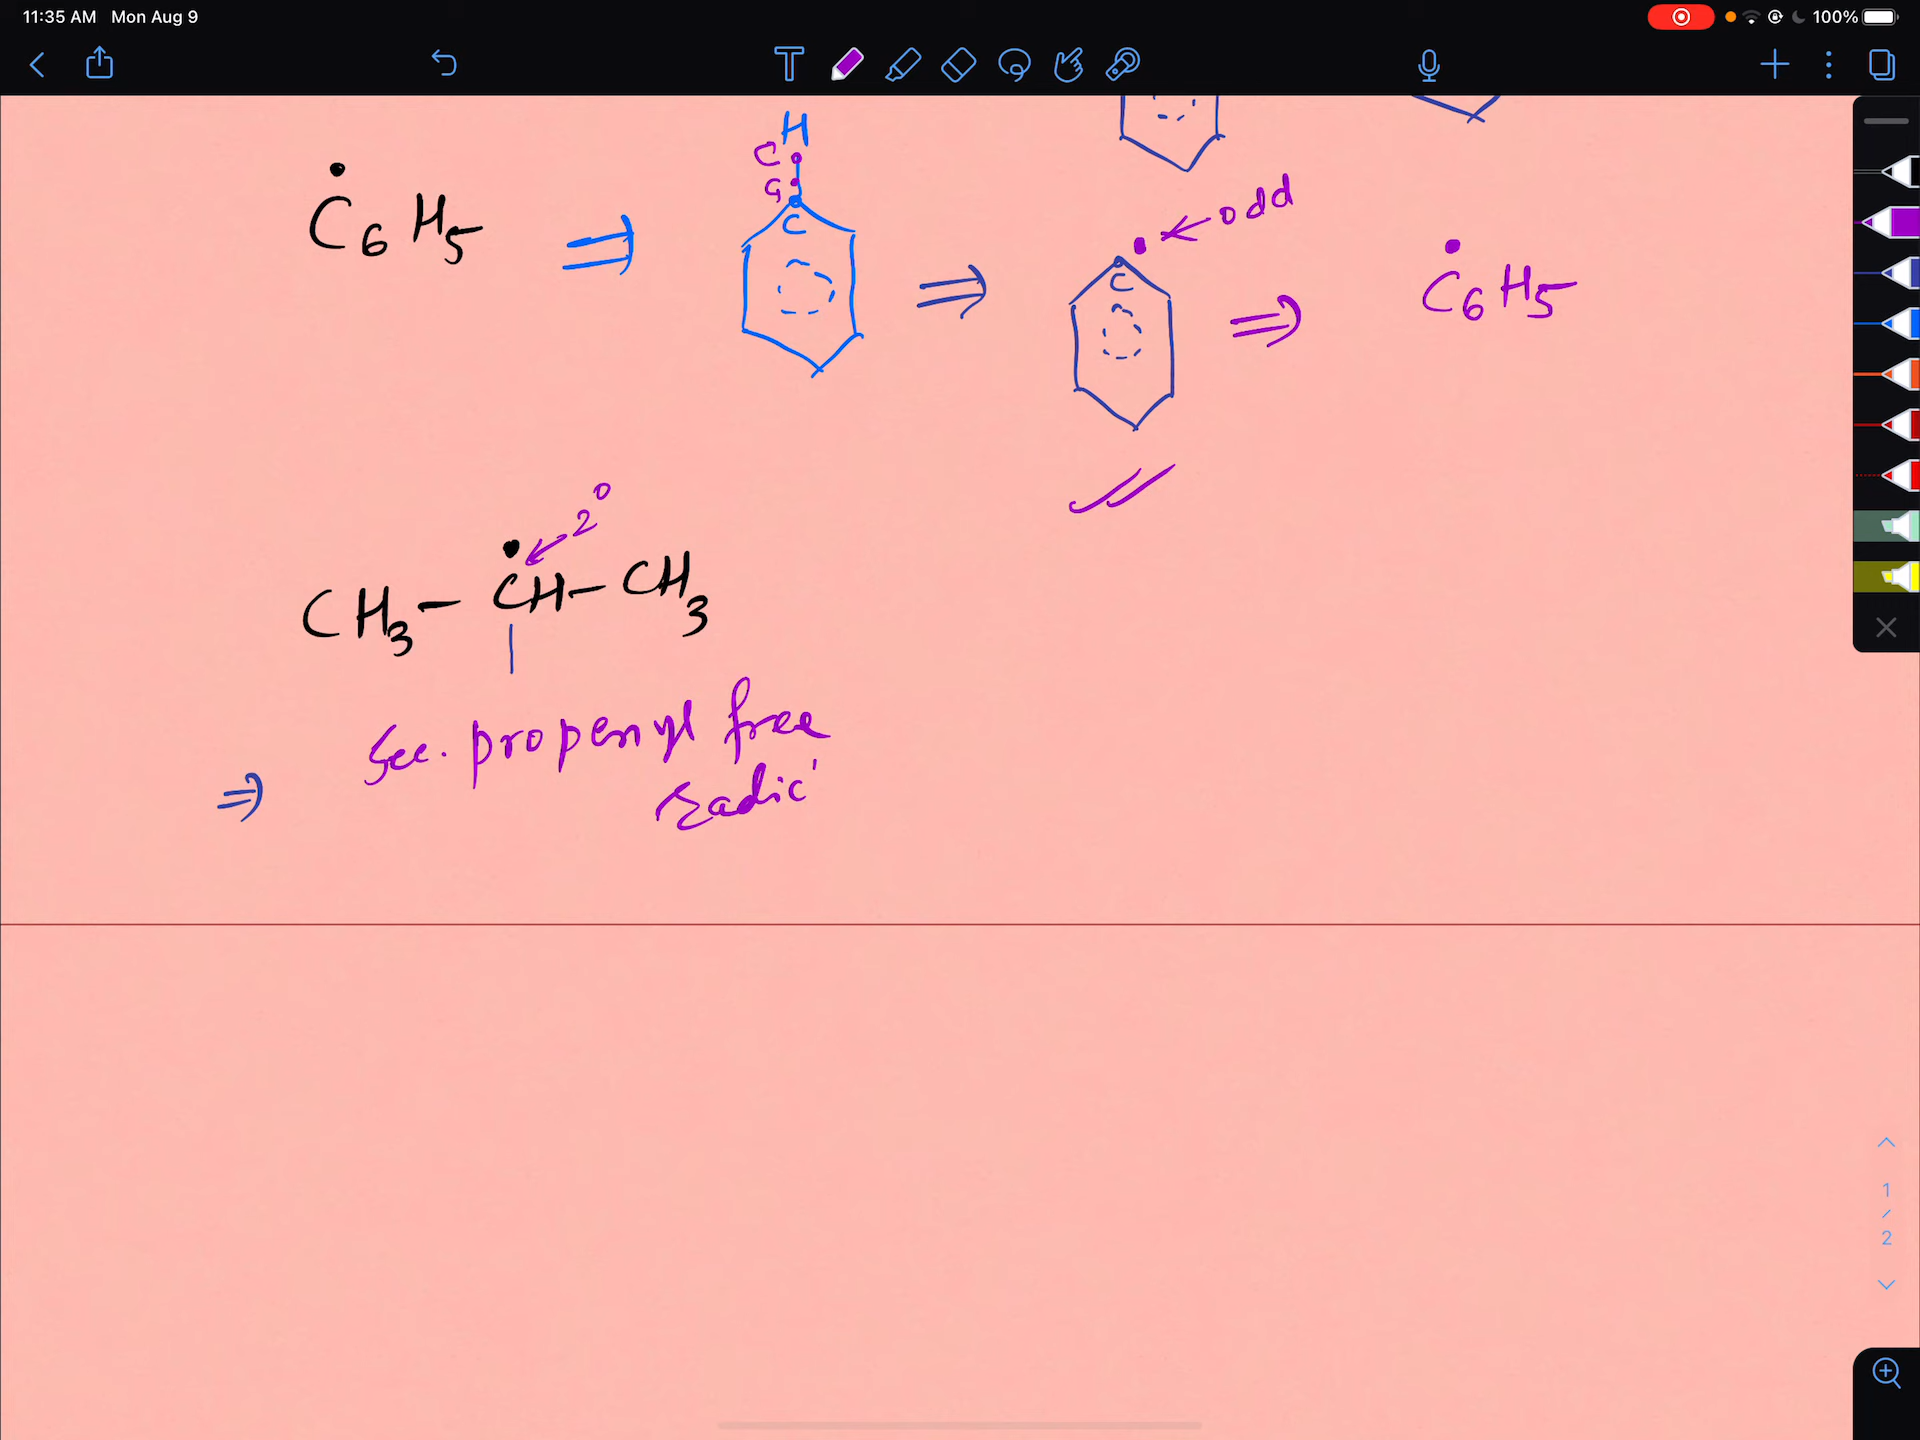 11:35 AM Mon Aug 9
100%
H
C
C
Ċ6H5 ⇒
C
⇒
odd
C
⇒ Ċ6H5
2°
CH3 – ĊH – CH3
⇒ Sec. propenyl free
radic
1
/
2